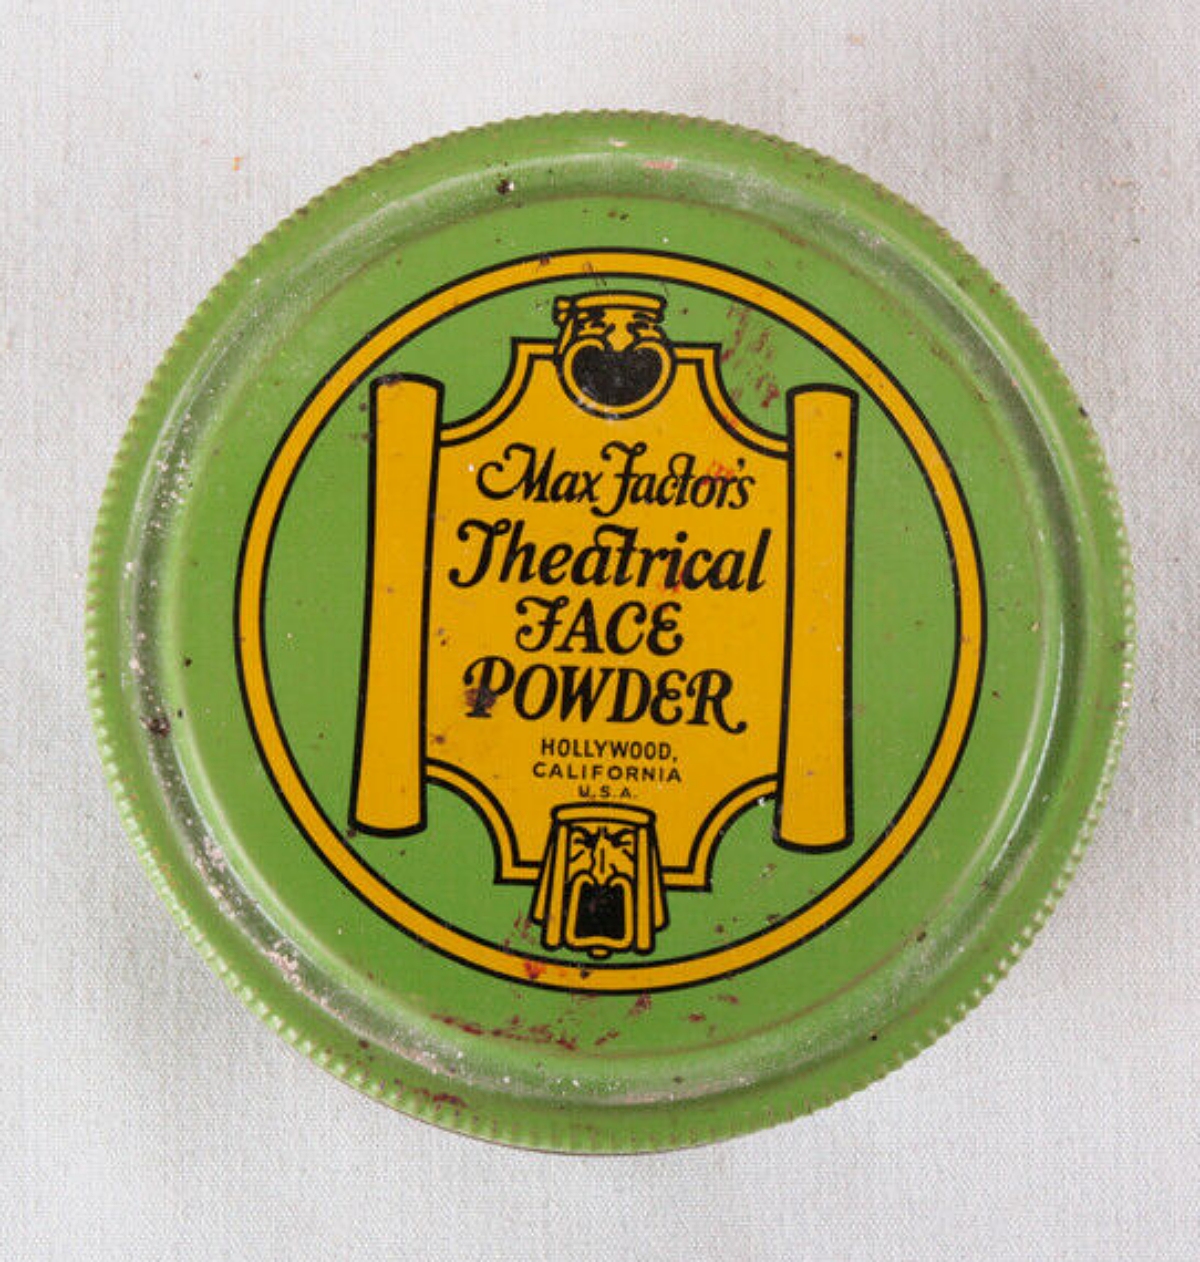 Max Factor's
Theatrical
FACE
POWDER
HOLLYWOOD,
CALIFORNIA
U.S.A.